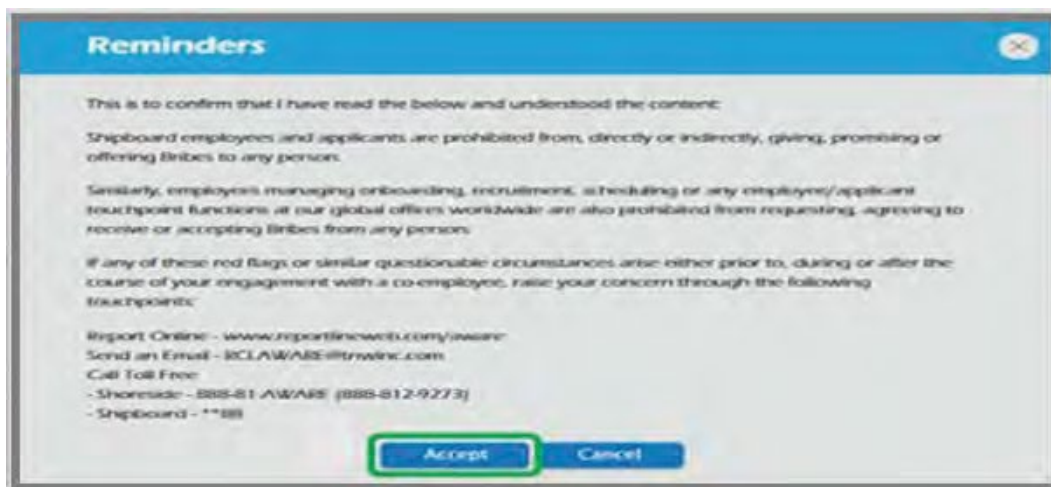 Reminders
This is to confirm that I have read the below and understood the content:
Shipboard employees and applicants are prohibited from, directly or indirectly, giving, promising or
offering Bribes to any person.
Similarly, employees managing onboarding, recruitment, scheduling or any employee/applicant
touchpoint functions at our global offices worldwide are also prohibited from requesting, agreeing to
receive or accepting Bribes from any person.
If any of these red flags or similar questionable circumstances arise either prior to, during or after the
course of your engagement with a co-employee, raise your concern through the following
touchpoints:
Report Online - www.reportlineweb.com/aware
Send an Email - RCLAWARE@tnwinc.com
Call Toll Free
- Shoreside - 888-81-AWARE (888-812-9273)
- Shipboard - **88
Accept Cancel